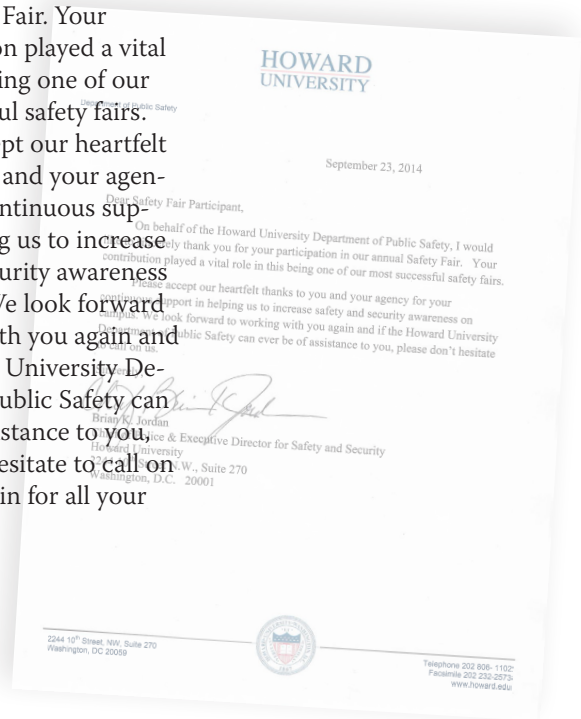 Fair. Your
on played a vital
ing one of our
ul safety fairs.
pt our heartfelt
and your agen-
ntinuous sup-
g us to increase
urity awareness
We look forward
th you again and
University De-
ublic Safety can
istance to you,
esitate to call on
in for all your
HOWARD
UNIVERSITY
Department of Public Safety
September 23, 2014
Dear Safety Fair Participant,
On behalf of the Howard University Department of Public Safety, I would
thank you for your participation in our annual Safety Fair. Your
contribution played a vital role in this being one of our most successful safety fairs.
Please accept our heartfelt thanks to you and your agency for your
continuous support in helping us to increase safety and security awareness on
campus. We look forward to working with you again and if the Howard University
Department of Public Safety can ever be of assistance to you, please don't hesitate
to call on us.
Brian K. Jordan
Police & Executive Director for Safety and Security
Howard University
2244 10th Street N.W., Suite 270
Washington, D.C. 20001
2244 10th Street, NW, Suite 270
Washington, DC 20059
Telephone 202 806-1102
Facsimile 202 232-2573
www.howard.edu